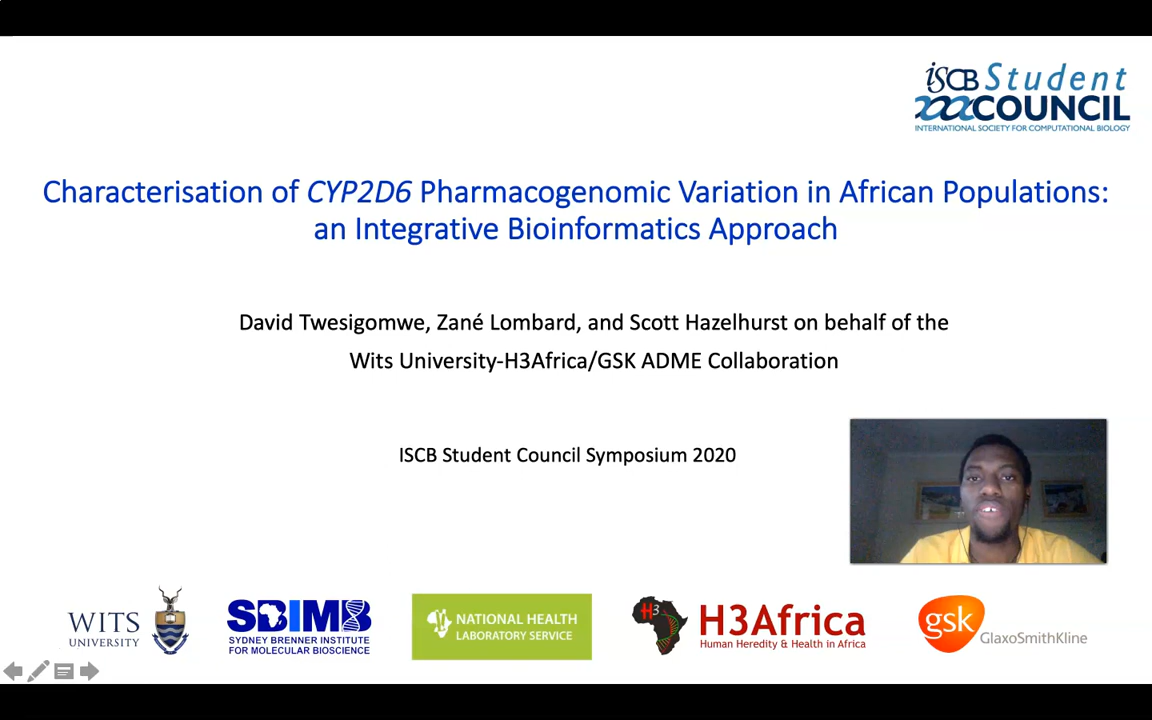 iSCB Student
COUNCIL
INTERNATIONAL SOCIETY FOR COMPUTATIONAL BIOLOGY
Characterisation of CYP2D6 Pharmacogenomic Variation in African Populations:
an Integrative Bioinformatics Approach
David Twesigomwe, Zané Lombard, and Scott Hazelhurst on behalf of the
Wits University-H3Africa/GSK ADME Collaboration
ISCB Student Council Symposium 2020
WITS
UNIVERSITY
SBIMB
SYDNEY BRENNER INSTITUTE
FOR MOLECULAR BIOSCIENCE
NATIONAL HEALTH
LABORATORY SERVICE
H3
H3Africa
Human Heredity & Health in Africa
gsk
GlaxoSmithKline